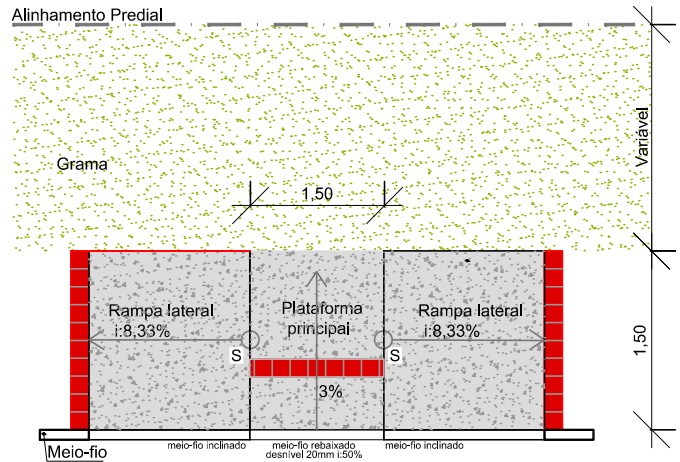 Alinhamento Predial
Variável
Grama
1,50
Rampa lateral
i:8,33%
Plataforma
principal
Rampa lateral
i:8,33%
S
S
3%
1,50
Meio-fio
meio-fio inclinado
meio-fio rebaixado
desnível 20mm i:50%
meio-fio inclinado